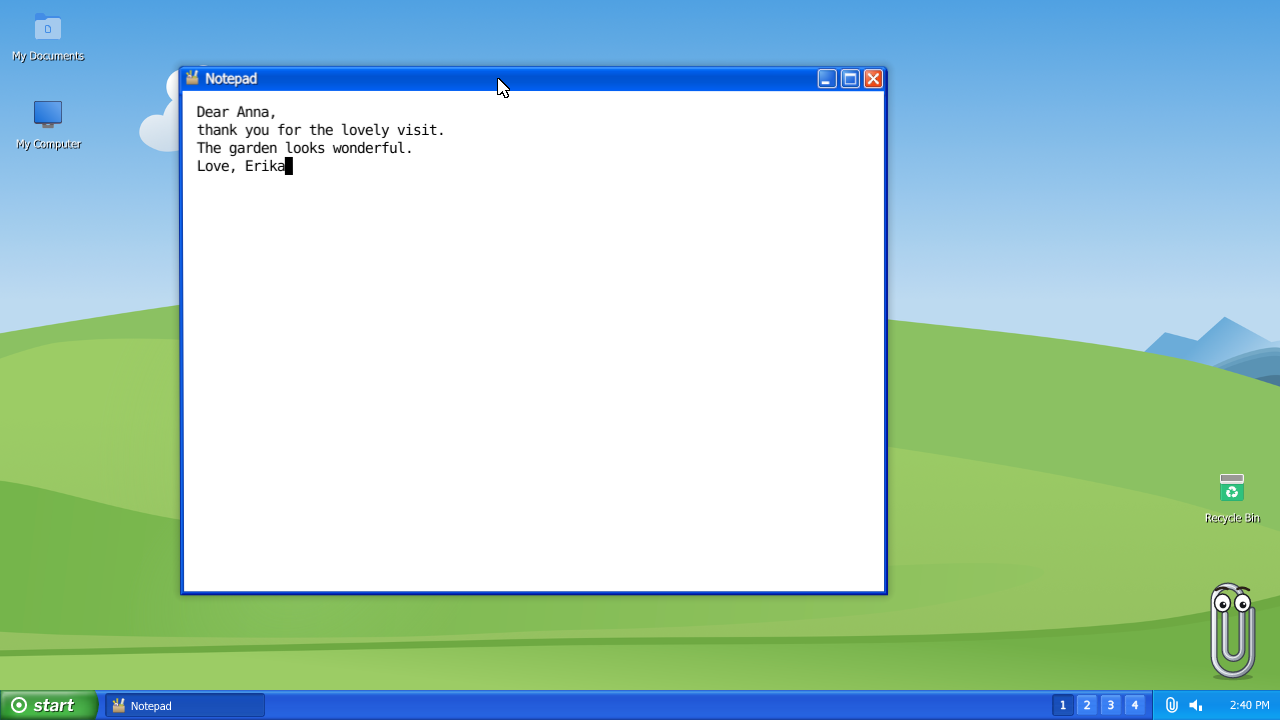 My Documents
My Computer
Notepad
Dear Anna,
thank you for the lovely visit.
The garden looks wonderful.
Love, Erika
Recycle Bin
start
Notepad
1 2 3 4
2:40 PM